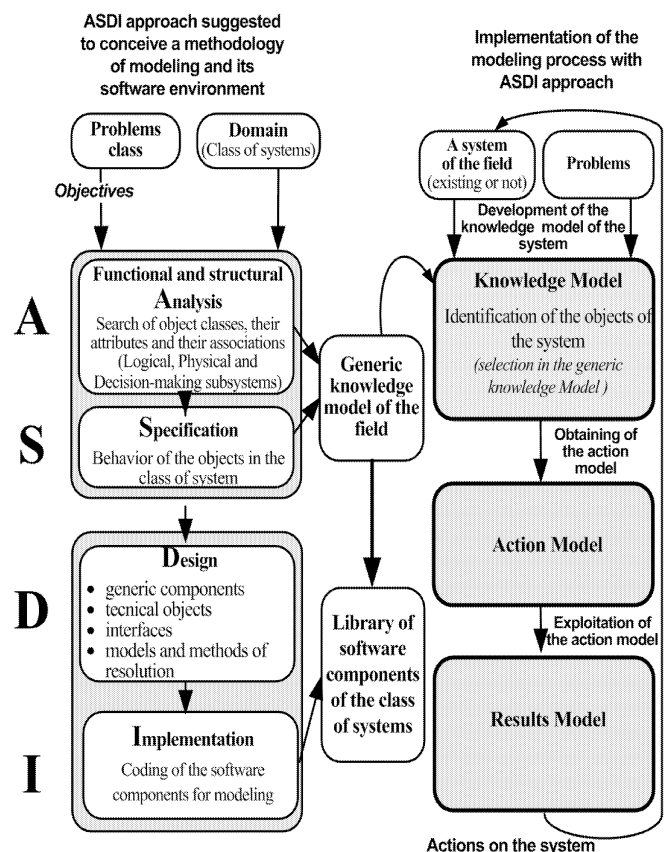 ASDI approach suggested
to conceive a methodology
of modeling and its
software environment
Problems
class
Domain
(Class of systems)
Objectives
A
Functional and structural
Analysis
Search of object classes, their
attributes and their associations
(Logical, Physical and
Decision-making subsystems)
S
Specification
Behavior of the objects in the
class of system
D
Design
• generic components
• tecnical objects
• interfaces
• models and methods of
resolution
I
Implementation
Coding of the software
components for modeling
Generic
knowledge
model of the
field
Library of
software
components
of the class
of systems
Implementation of the
modeling process with
ASDI approach
A system
of the field
(existing or not)
Problems
Development of the
knowledge model of the
system
Knowledge Model
Identification of the objects of
the system
(selection in the generic
knowledge Model )
Obtaining of
the action
model
Action Model
Exploitation of
the action model
Results Model
Actions on the system